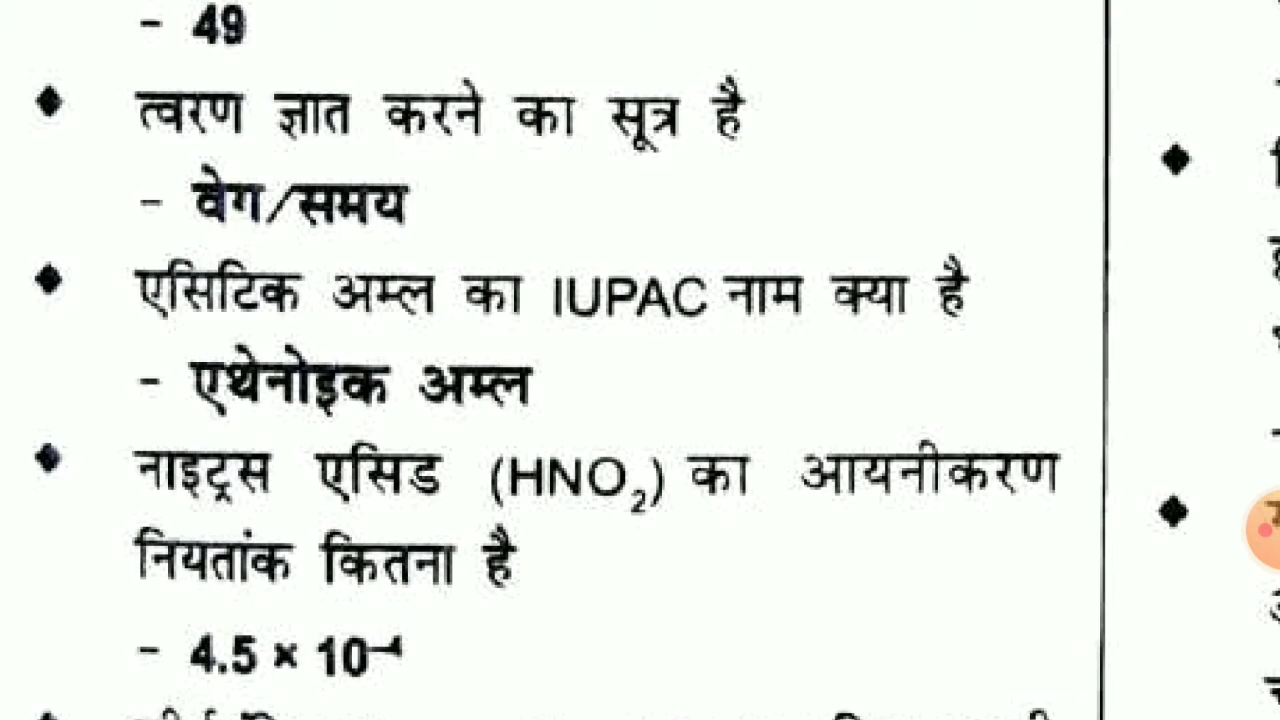 - 49
◆ त्वरण ज्ञात करने का सूत्र है
- वेग/समय
◆ एसिटिक अम्ल का IUPAC नाम क्या है
- एथेनोइक अम्ल
◆ नाइट्रस एसिड (HNO₂) का आयनीकरण
नियतांक कितना है
- 4.5 × 10⁻⁴